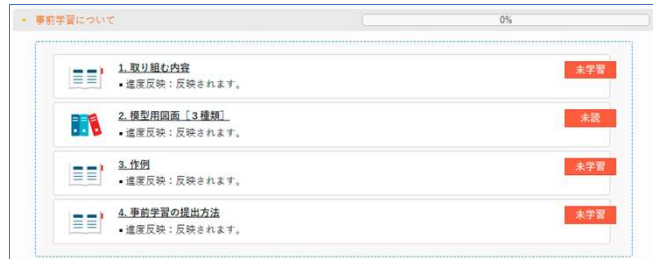 事前学習について
0%
1. 取り組む内容
未学習
▪ 進度反映：反映されます。
2. 模型用図面［３種類］
未読
▪ 進度反映：反映されます。
3. 作例
未学習
▪ 進度反映：反映されます。
4. 事前学習の提出方法
未学習
▪ 進度反映：反映されます。